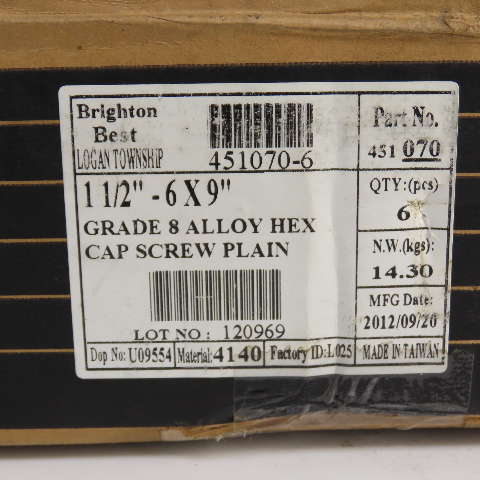 Brighton
Best
LOGAN TOWNSHIP
451070-6
Part No.
451 070
1 1/2" - 6 X 9"
GRADE 8 ALLOY HEX
CAP SCREW PLAIN
QTY:(pcs)
6
N.W.(kgs):
14.30
LOT NO : 120969
MFG Date:
2012/09/20
Dop No: U09554
Material: 4140
Factory ID:L025
MADE IN TAIWAN